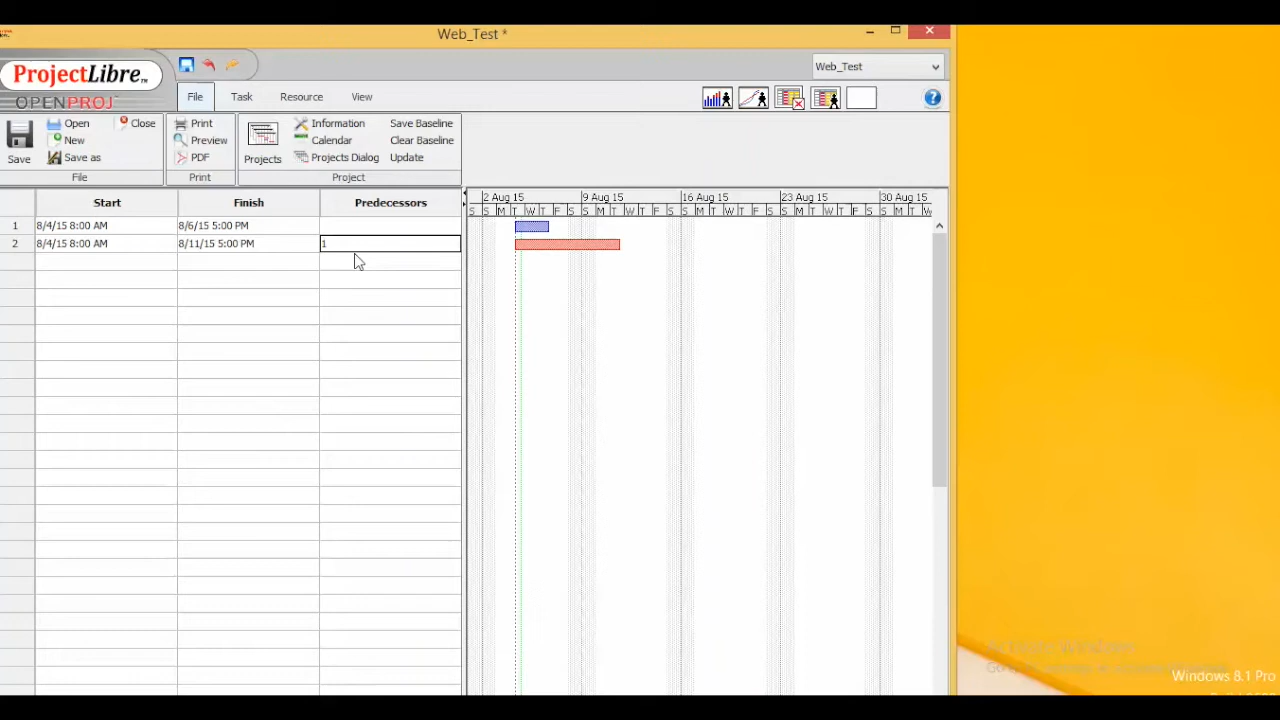 Web_Test *
ProjectLibre™
OPENPROJ
Web_Test
File Task Resource View
Save
Open
New
Save as
Close
File
Print
Preview
PDF
Print
Projects
Information
Calendar
Projects Dialog
Save Baseline
Clear Baseline
Update
Project
Start Finish Predecessors
2 Aug 15 9 Aug 15 16 Aug 15 23 Aug 15 30 Aug 15
S S M T W T F S S M T W T F S S M T W T F S S M T W T F S S M T W
1 8/4/15 8:00 AM 8/6/15 5:00 PM
2 8/4/15 8:00 AM 8/11/15 5:00 PM 1
Activate Windows
Windows 8.1 Pro